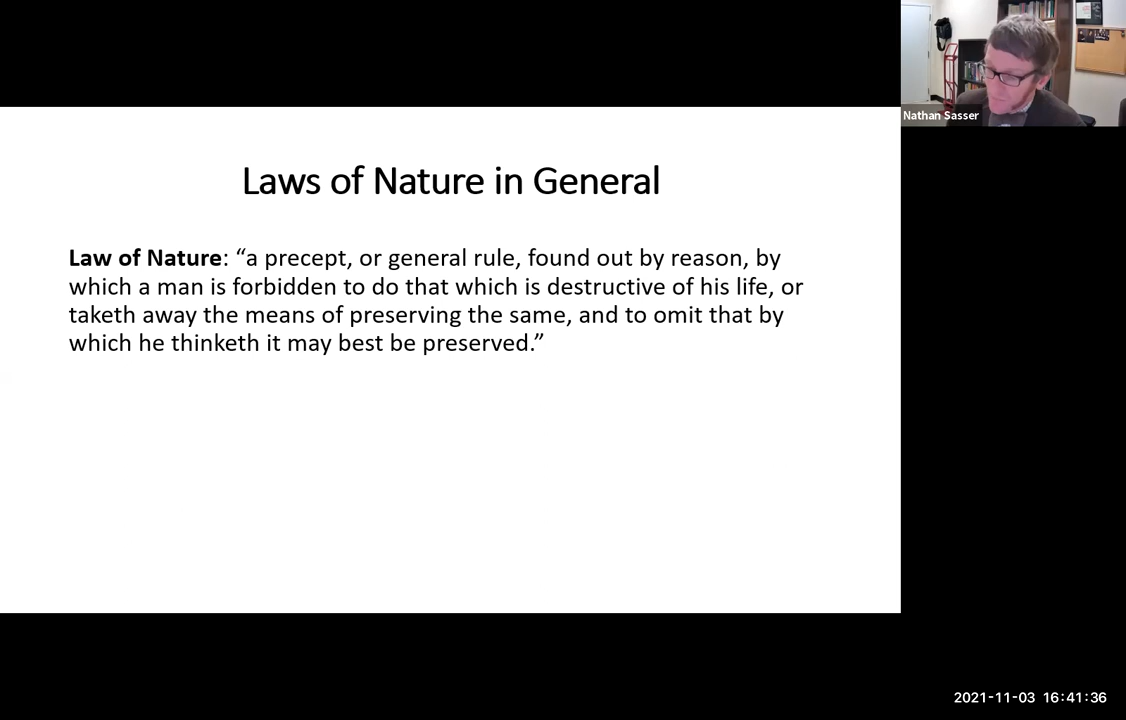 Nathan Sasser
Laws of Nature in General
Law of Nature: “a precept, or general rule, found out by reason, by
which a man is forbidden to do that which is destructive of his life, or
taketh away the means of preserving the same, and to omit that by
which he thinketh it may best be preserved.”
2021-11-03 16:41:36